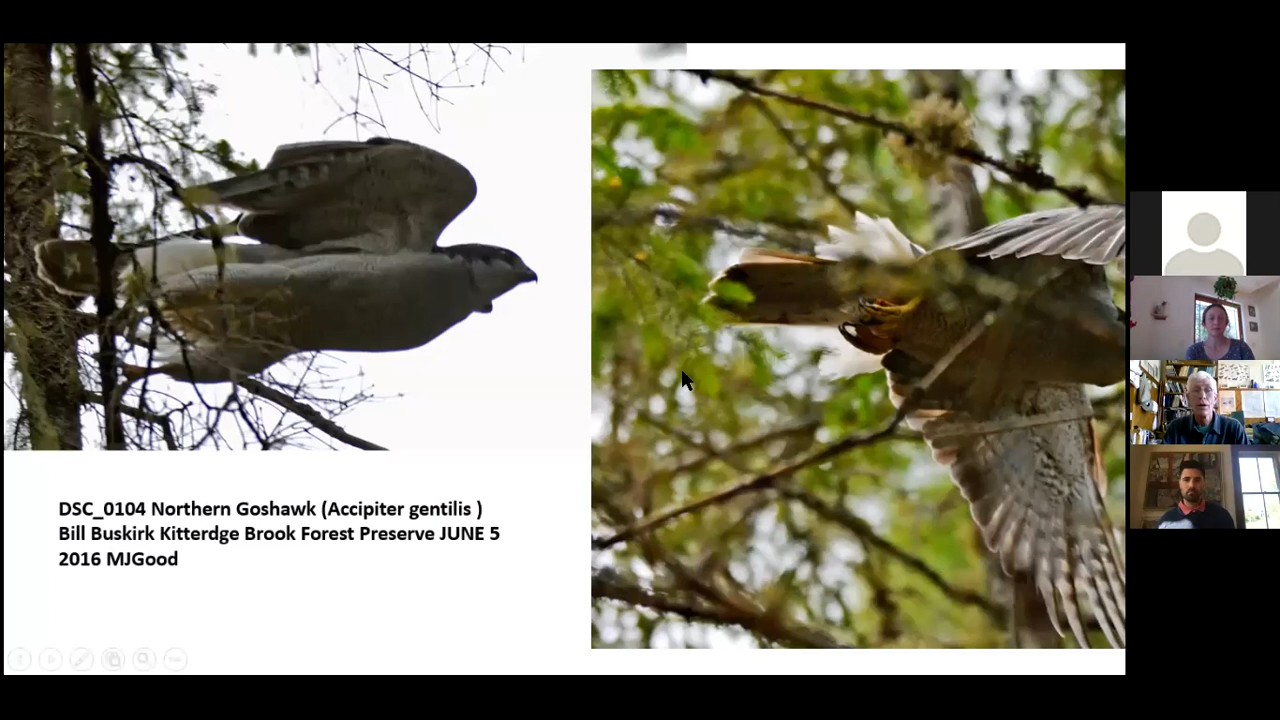 DSC_0104 Northern Goshawk (Accipiter gentilis )
Bill Buskirk Kitterdge Brook Forest Preserve JUNE 5
2016 MJGood